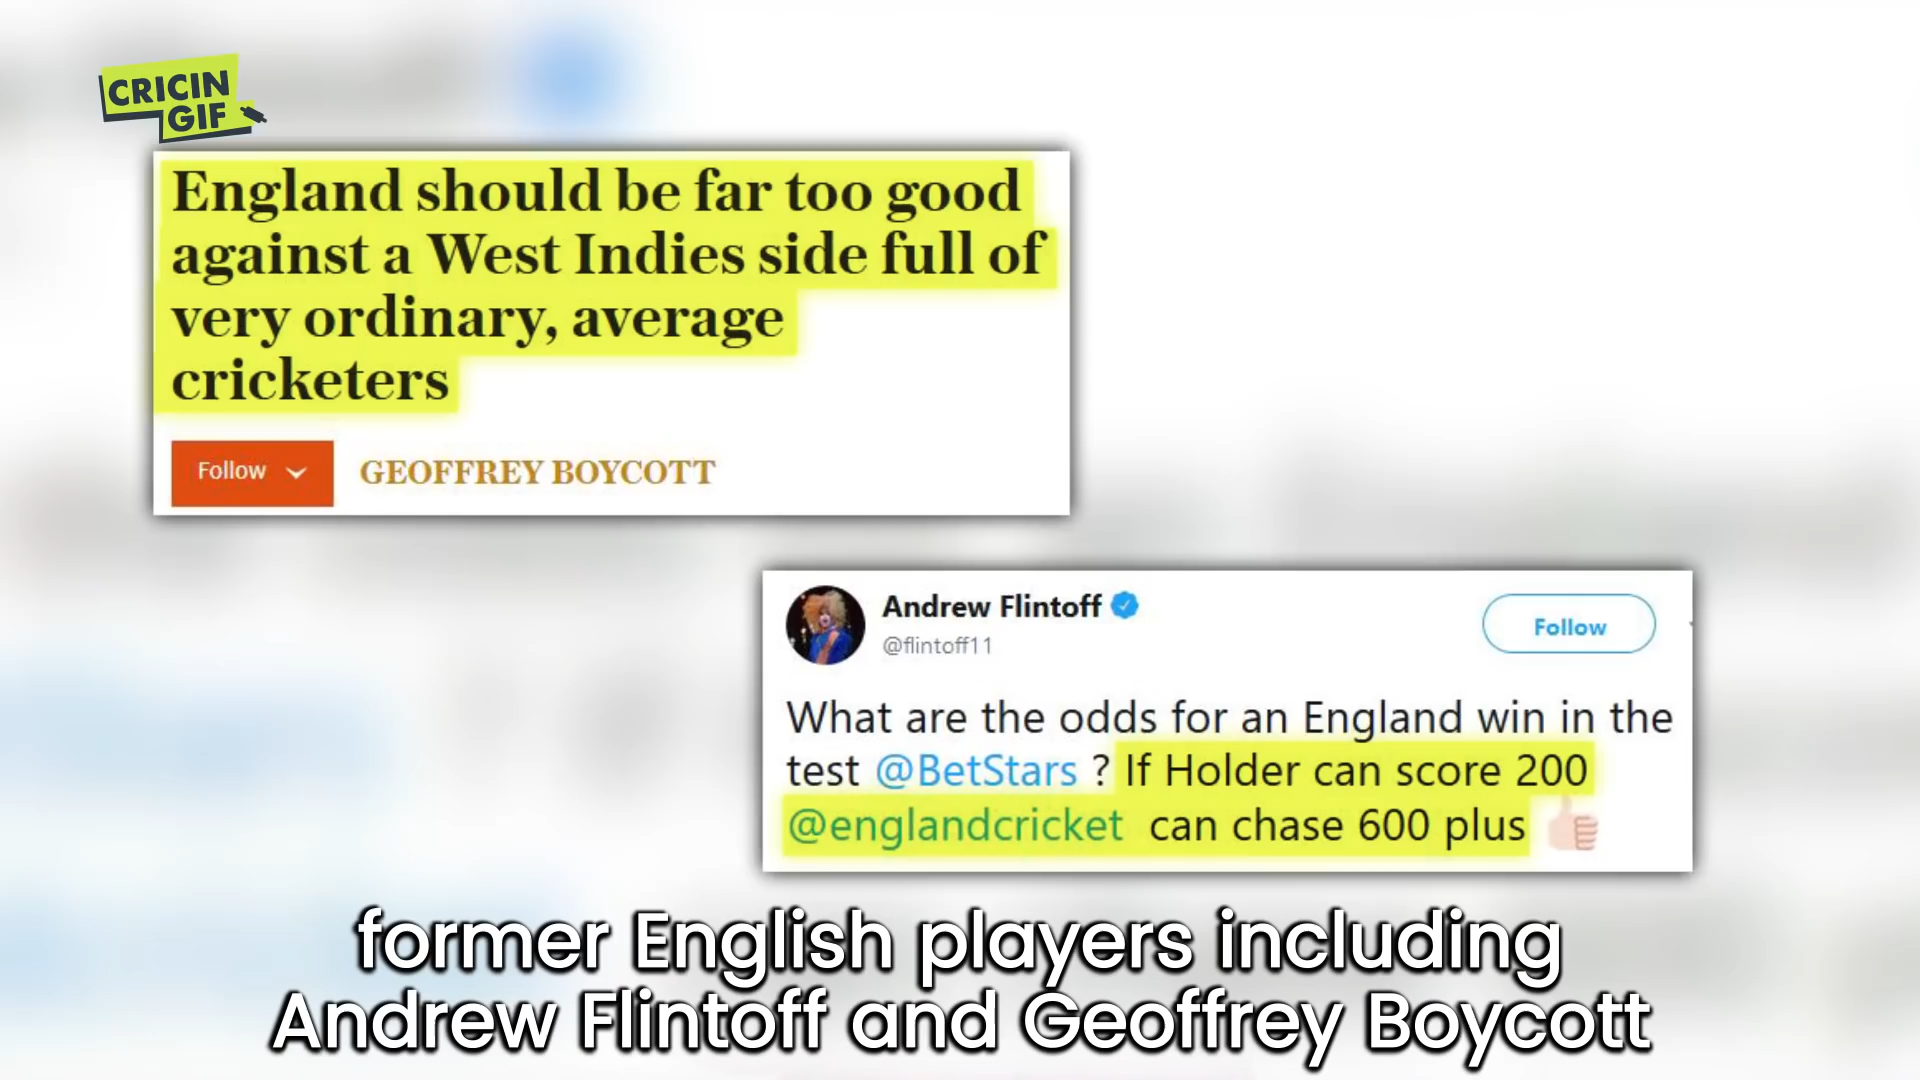 CRICIN
GIF
England should be far too good
against a West Indies side full of
very ordinary, average
cricketers
Follow
GEOFFREY BOYCOTT
Andrew Flintoff
@flintoff11
Follow
What are the odds for an England win in the
test @BetStars ? If Holder can score 200
@englandcricket can chase 600 plus
former English players including
Andrew Flintoff and Geoffrey Boycott